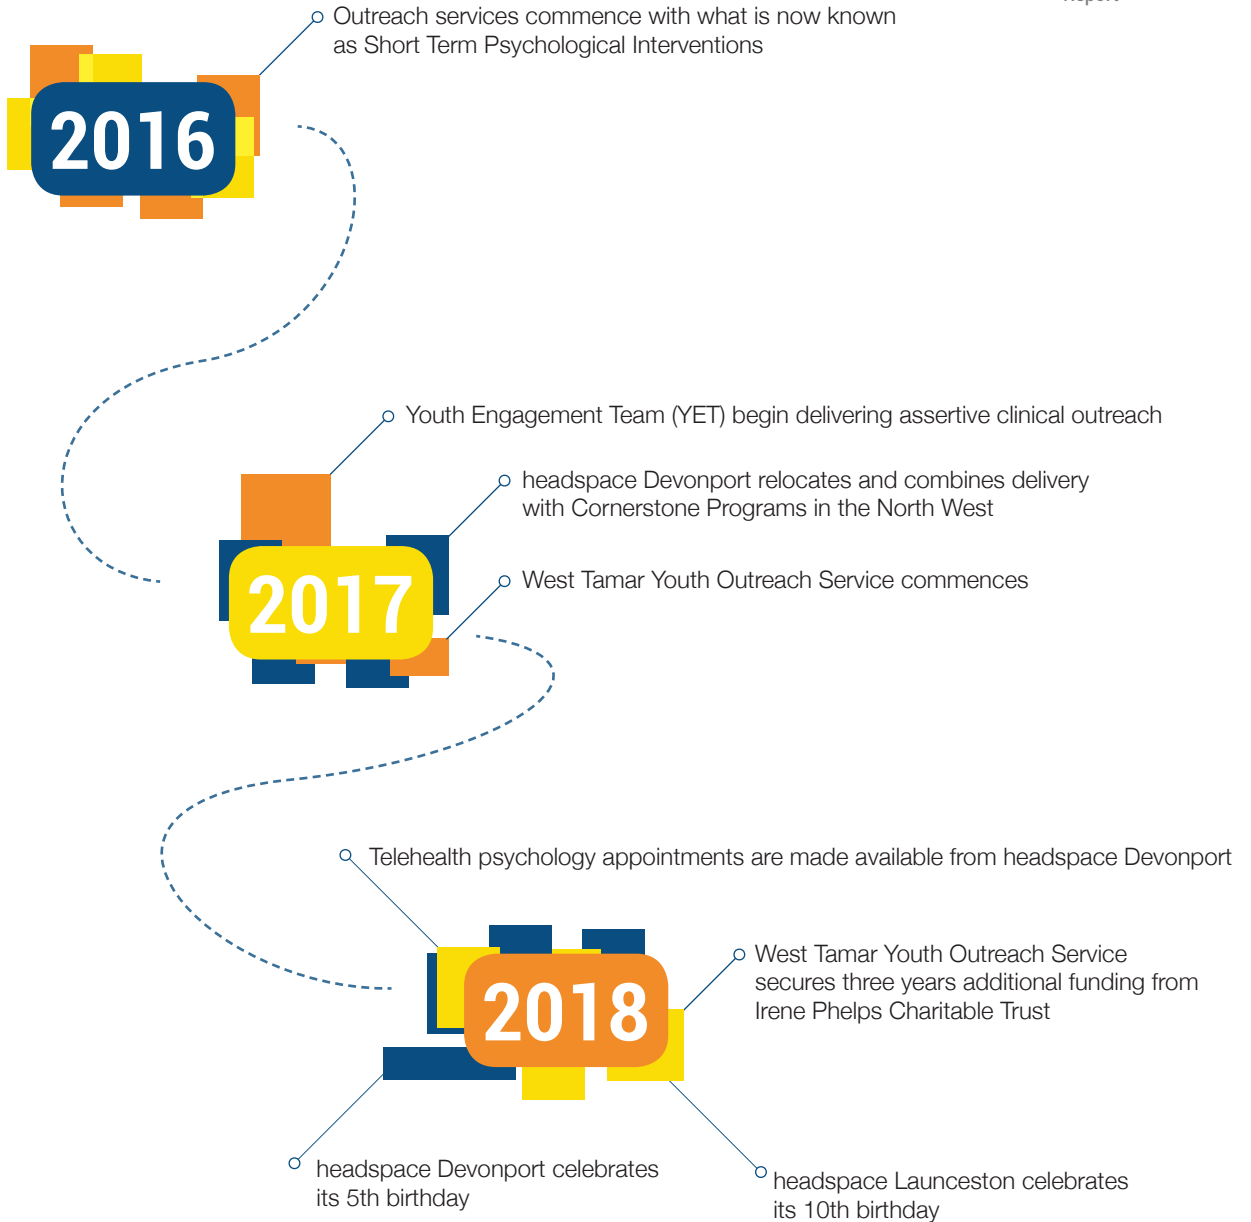 Outreach services commence with what is now known
as Short Term Psychological Interventions
2016
Youth Engagement Team (YET) begin delivering assertive clinical outreach
headspace Devonport relocates and combines delivery
with Cornerstone Programs in the North West
2017
West Tamar Youth Outreach Service commences
Telehealth psychology appointments are made available from headspace Devonport
West Tamar Youth Outreach Service
secures three years additional funding from
Irene Phelps Charitable Trust
2018
headspace Devonport celebrates
its 5th birthday
headspace Launceston celebrates
its 10th birthday